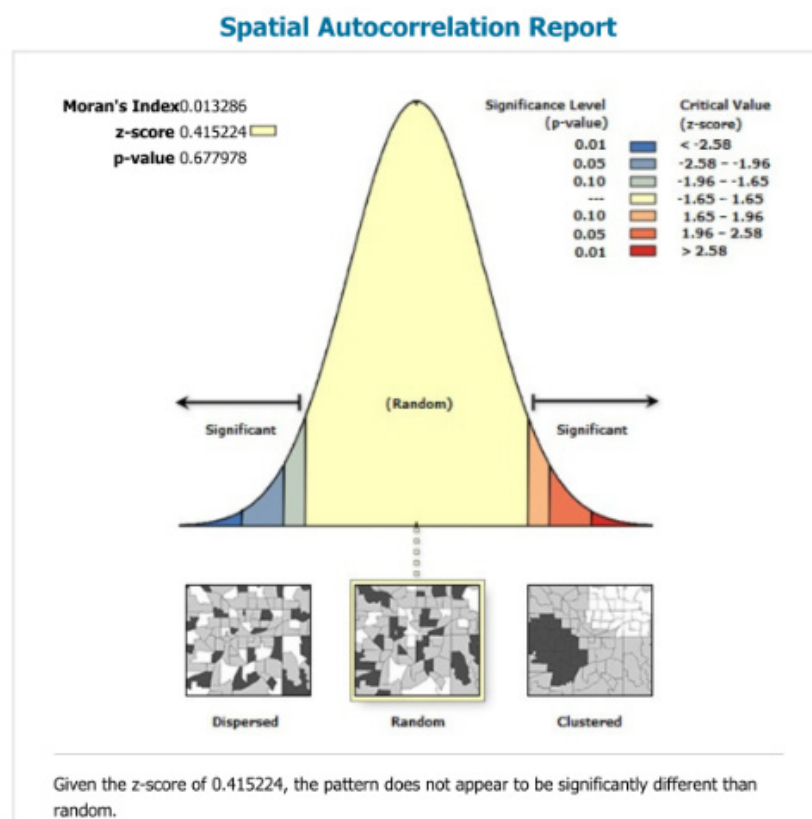 Spatial Autocorrelation Report
Moran's Index0.013286
z-score 0.415224
p-value 0.677978
Significance Level
(p-value)
Critical Value
(z-score)
0.01 < -2.58
0.05 -2.58 – -1.96
0.10 -1.96 – -1.65
--- -1.65 – 1.65
0.10 1.65 – 1.96
0.05 1.96 – 2.58
0.01 > 2.58
(Random)
Significant
Significant
Dispersed
Random
Clustered
Given the z-score of 0.415224, the pattern does not appear to be significantly different than
random.